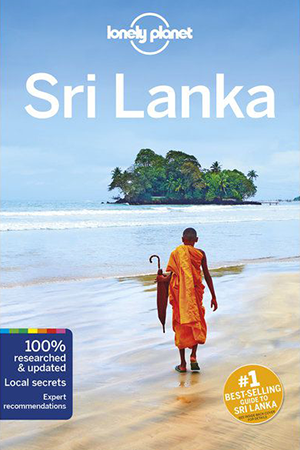 lonely planet
Sri Lanka
100%
researched
& updated
Local secrets
Expert
recommendations
#1
BEST-SELLING
GUIDE TO
SRI LANKA